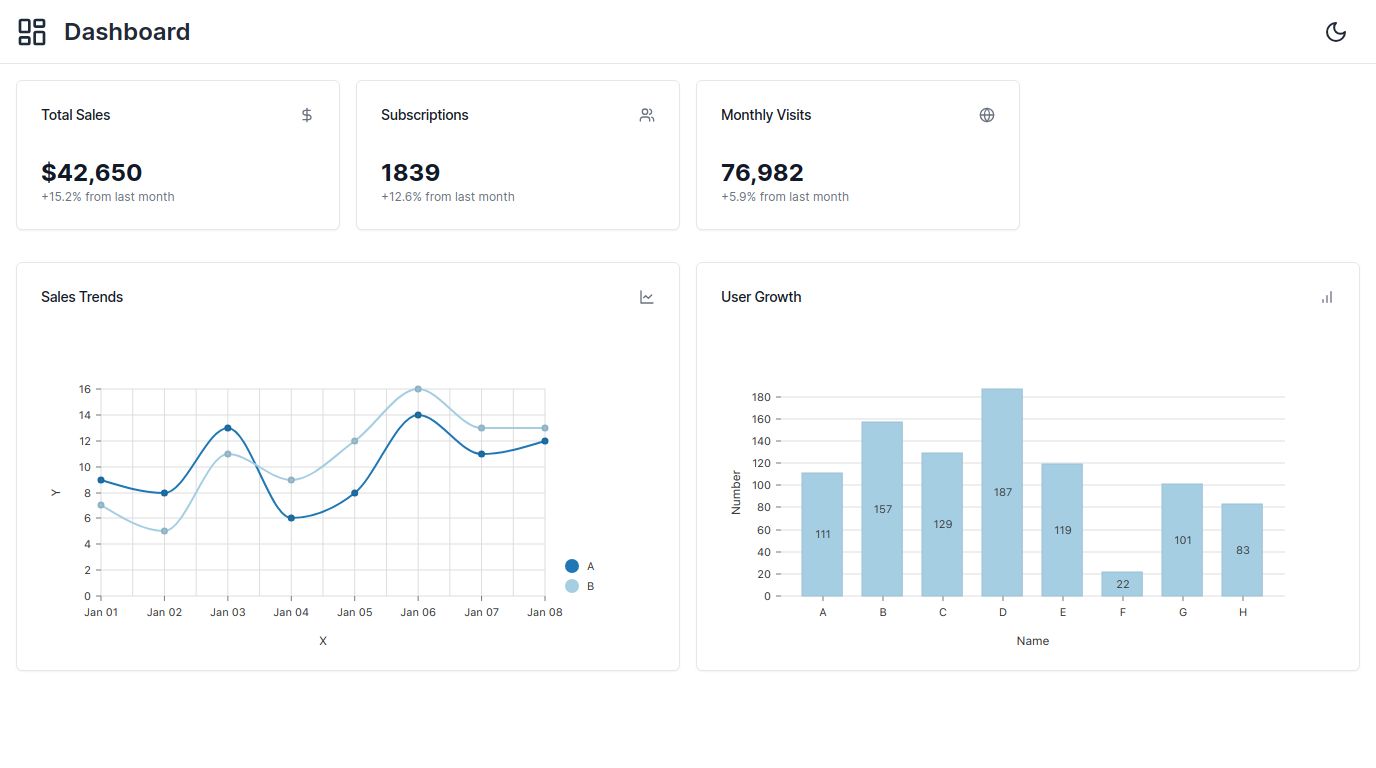 Dashboard
Total Sales
$42,650
+15.2% from last month
Subscriptions
1839
+12.6% from last month
Monthly Visits
76,982
+5.9% from last month
Sales Trends
Y
16
14
12
10
8
6
4
2
0
Jan 01 Jan 02 Jan 03 Jan 04 Jan 05 Jan 06 Jan 07 Jan 08
X
A
B
User Growth
Number
180
160
140
120
100
80
60
40
20
0
111 157 129 187 119 22 101 83
A B C D E F G H
Name